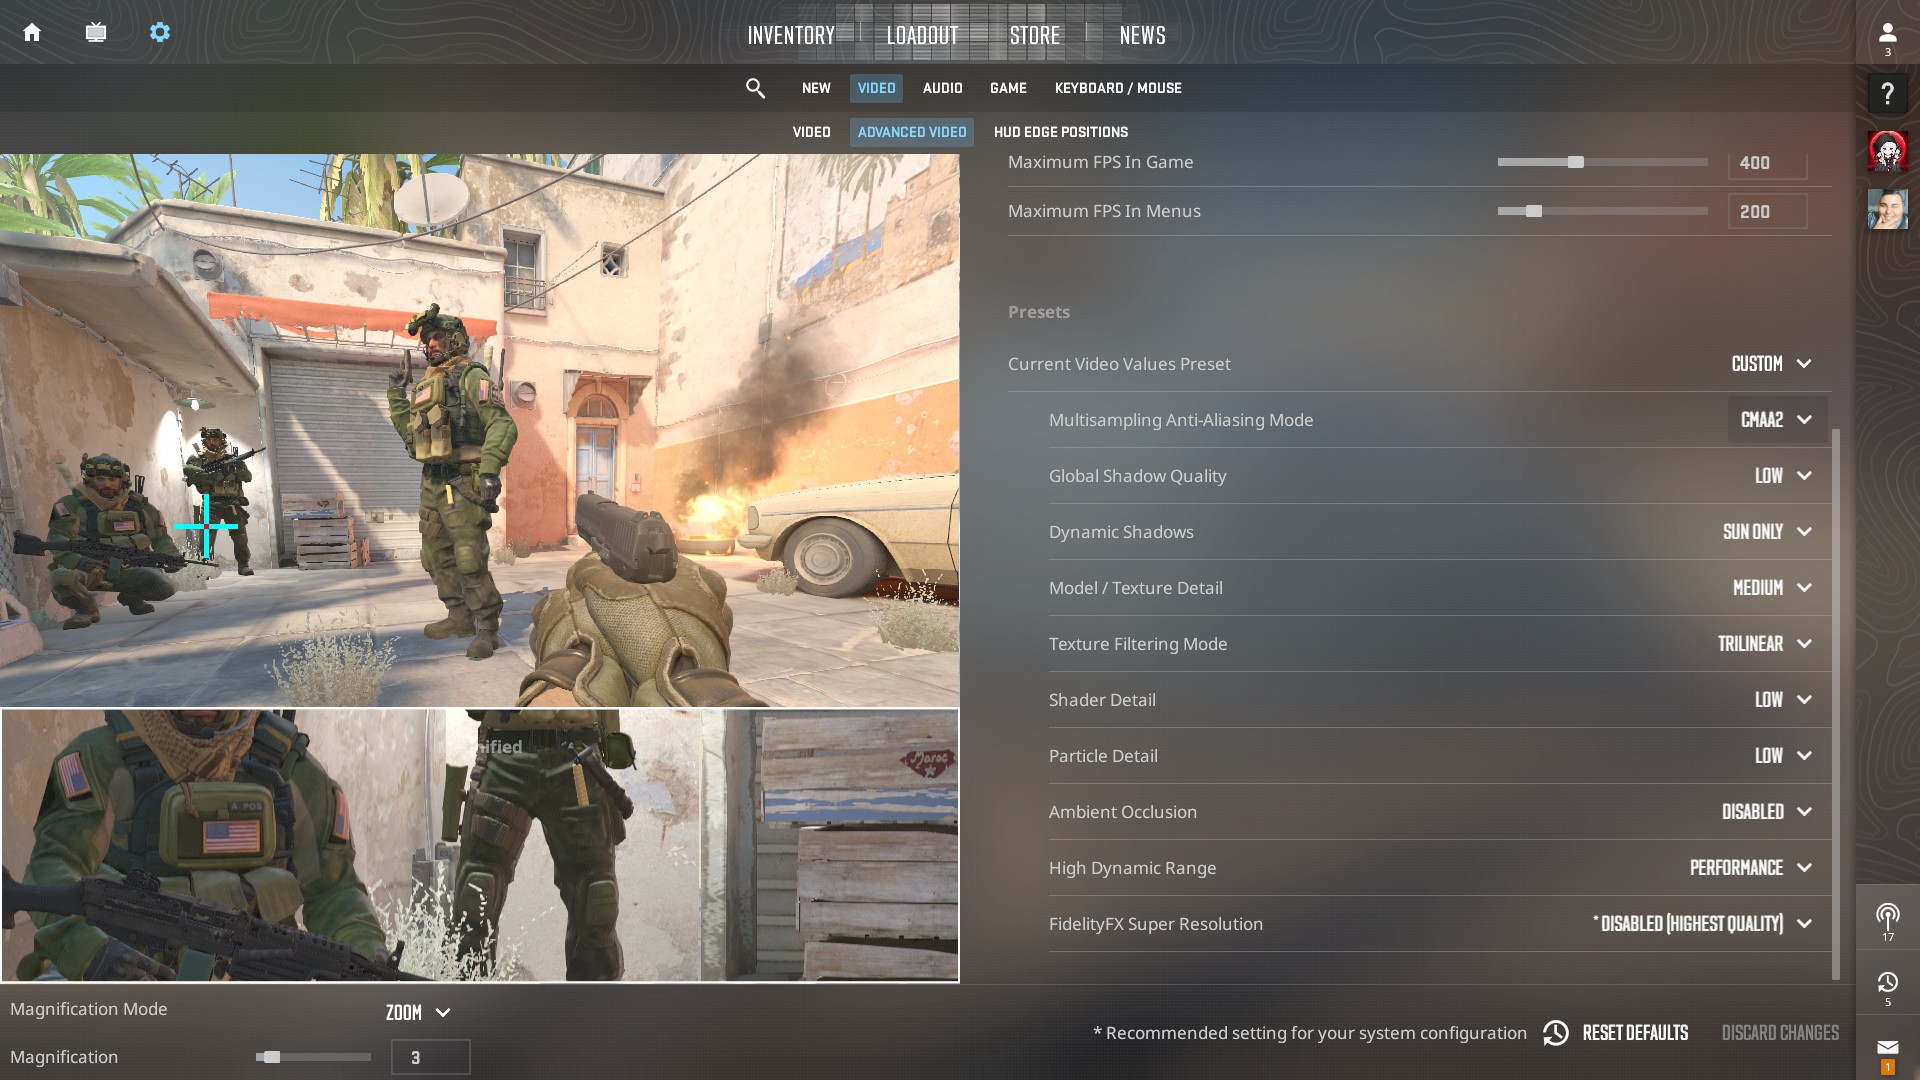 INVENTORY
LOADOUT
STORE
NEWS
3
NEW
VIDEO
AUDIO
GAME
KEYBOARD / MOUSE
?
VIDEO
ADVANCED VIDEO
HUD EDGE POSITIONS
Maximum FPS In Game 400
Maximum FPS In Menus 200
Presets
Current Video Values Preset CUSTOM
Multisampling Anti-Aliasing Mode CMAA2
Global Shadow Quality LOW
Dynamic Shadows SUN ONLY
Model / Texture Detail MEDIUM
Texture Filtering Mode TRILINEAR
Shader Detail LOW
Particle Detail LOW
Ambient Occlusion DISABLED
High Dynamic Range PERFORMANCE
FidelityFX Super Resolution * DISABLED (HIGHEST QUALITY)
A POS
Maroc
17
5
1
Magnification Mode ZOOM
Magnification 3
* Recommended setting for your system configuration
RESET DEFAULTS
DISCARD CHANGES